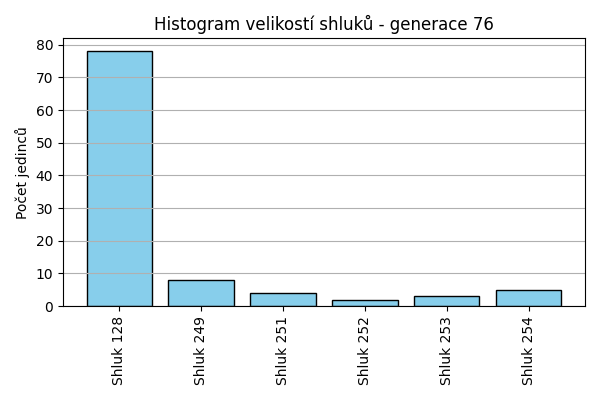 Histogram velikostí shluků - generace 76
Počet jedinců
80
70
60
50
40
30
20
10
0
Shluk 128
Shluk 249
Shluk 251
Shluk 252
Shluk 253
Shluk 254